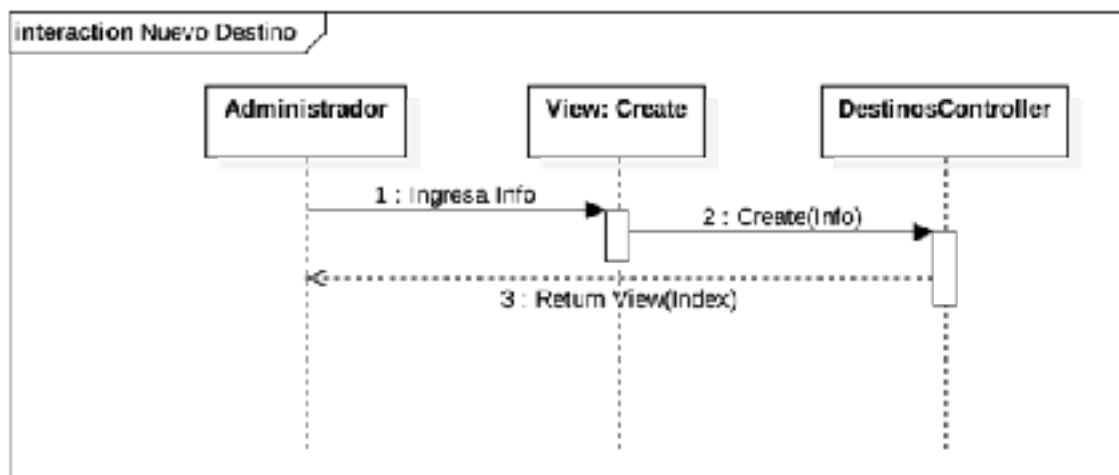 interaction Nuevo Destino
Administrador
View: Create
DestinosController
1 : Ingresa Info
2 : Create(Info)
3 : Return View(Index)